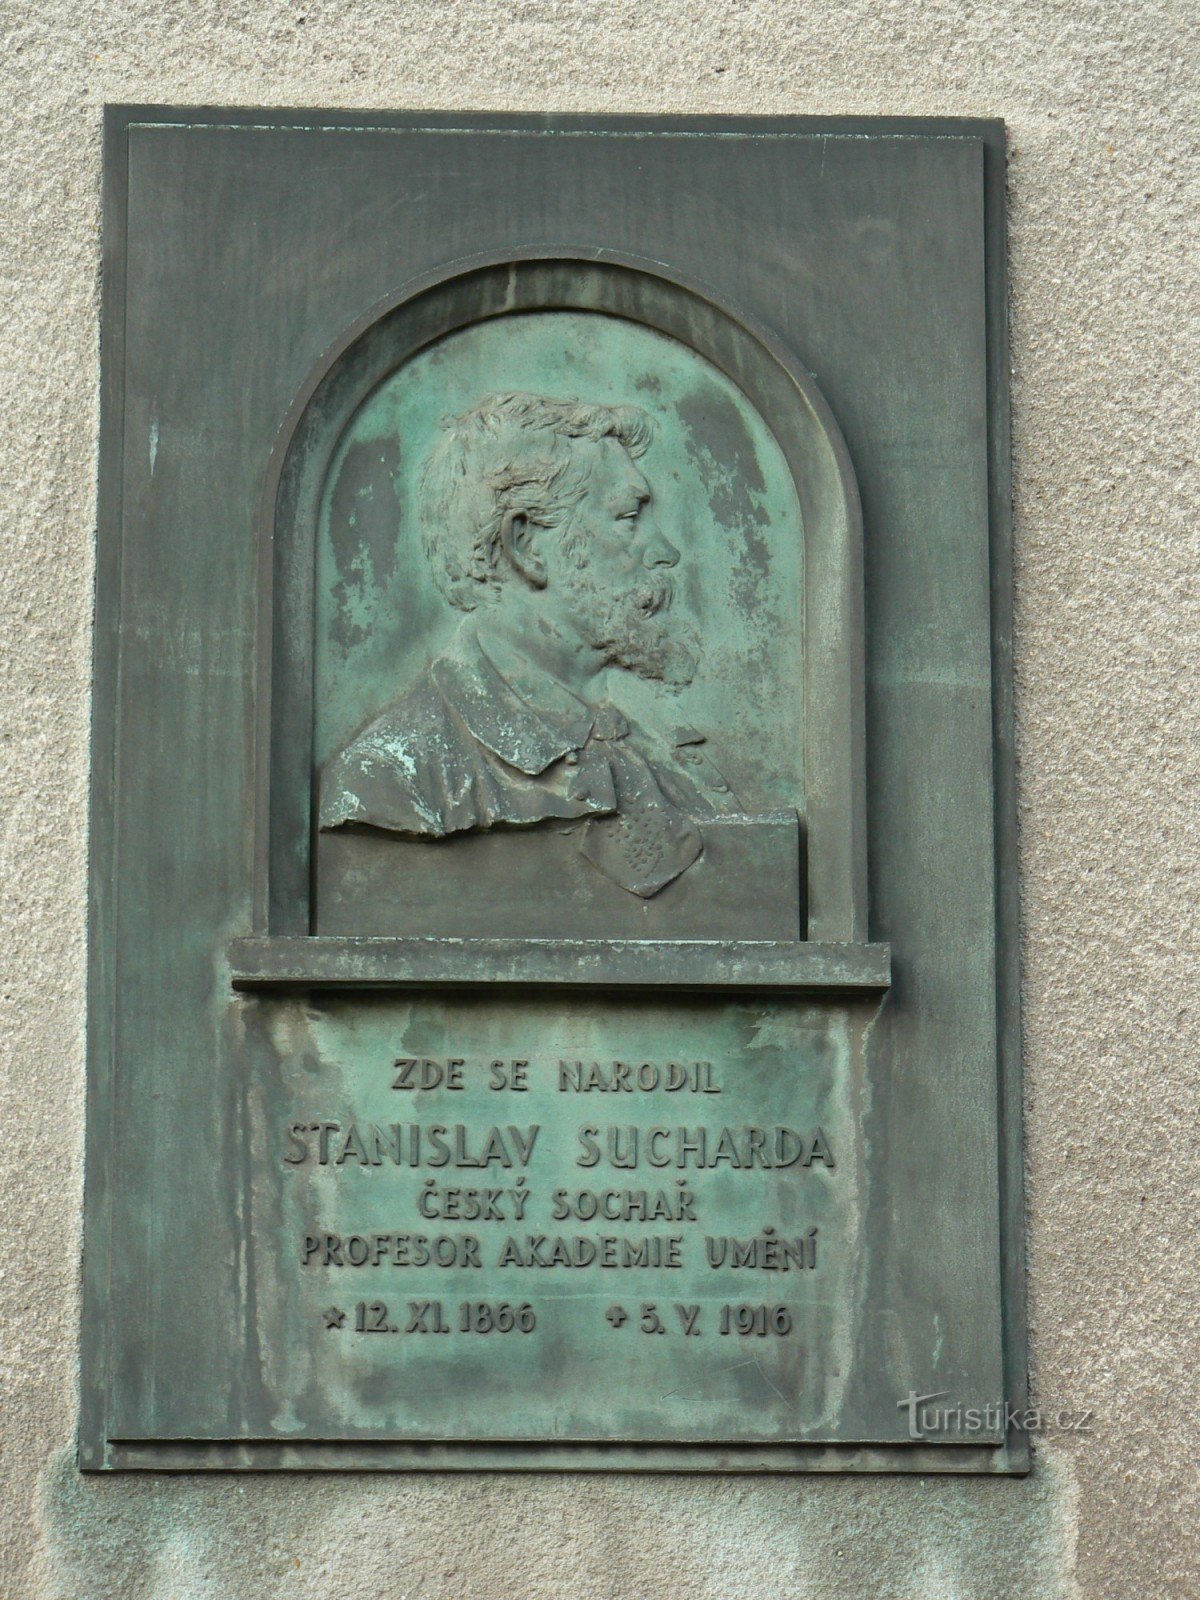 ZDE SE NARODIL
STANISLAV SUCHARDA
ČESKÝ SOCHAŘ
PROFESOR AKADEMIE UMĚNÍ
★ 12. XI. 1866 + 5. V. 1916
Turistika.cz